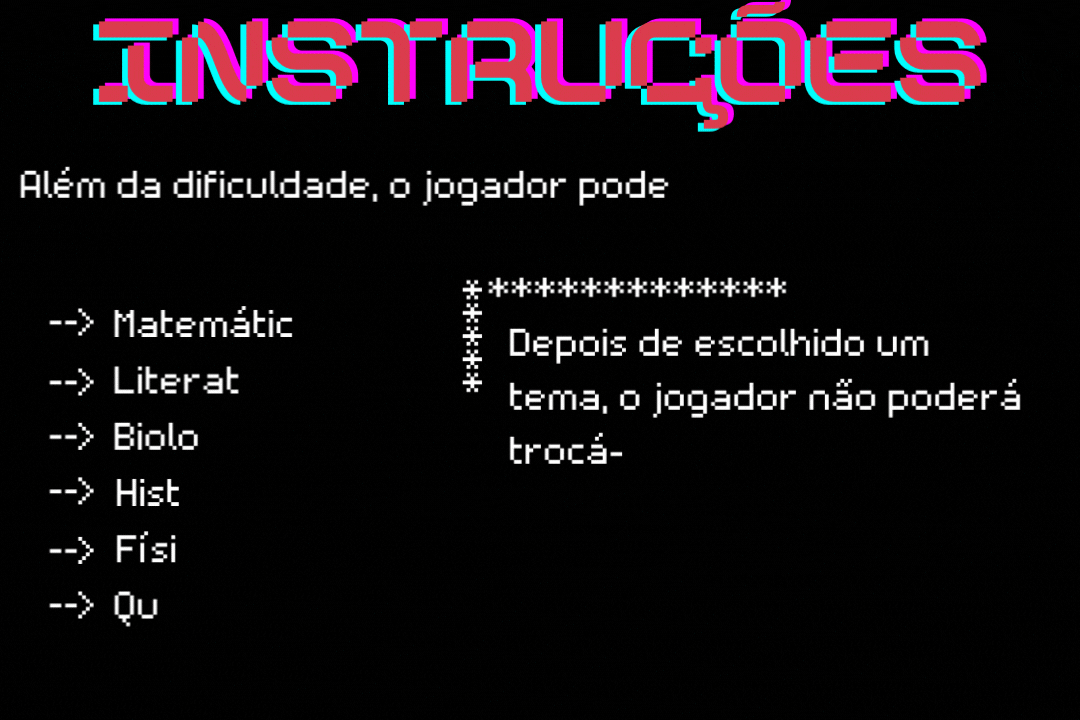 INSTRUÇÕES
Além da dificuldade, o jogador pode
--> Matemátic
--> Literat
--> Biolo
--> Hist
--> Físi
--> Qu
**************
*
*
*
*
Depois de escolhido um
tema, o jogador não poderá
trocá-